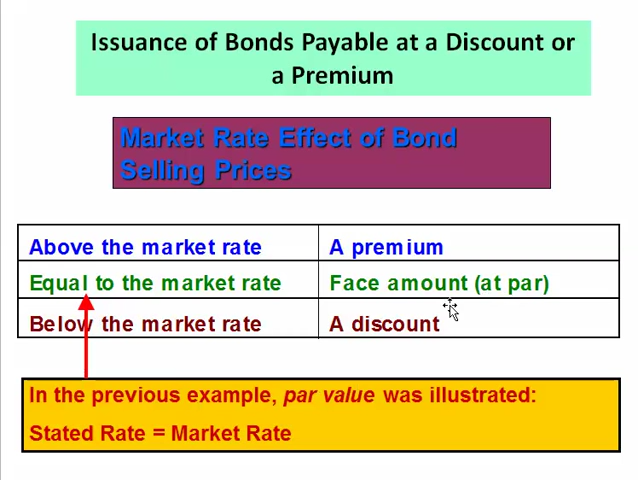 Issuance of Bonds Payable at a Discount or
a Premium
Market Rate Effect of Bond
Selling Prices
Above the market rate A premium
Equal to the market rate Face amount (at par)
Below the market rate A discount
In the previous example, par value was illustrated:
Stated Rate = Market Rate